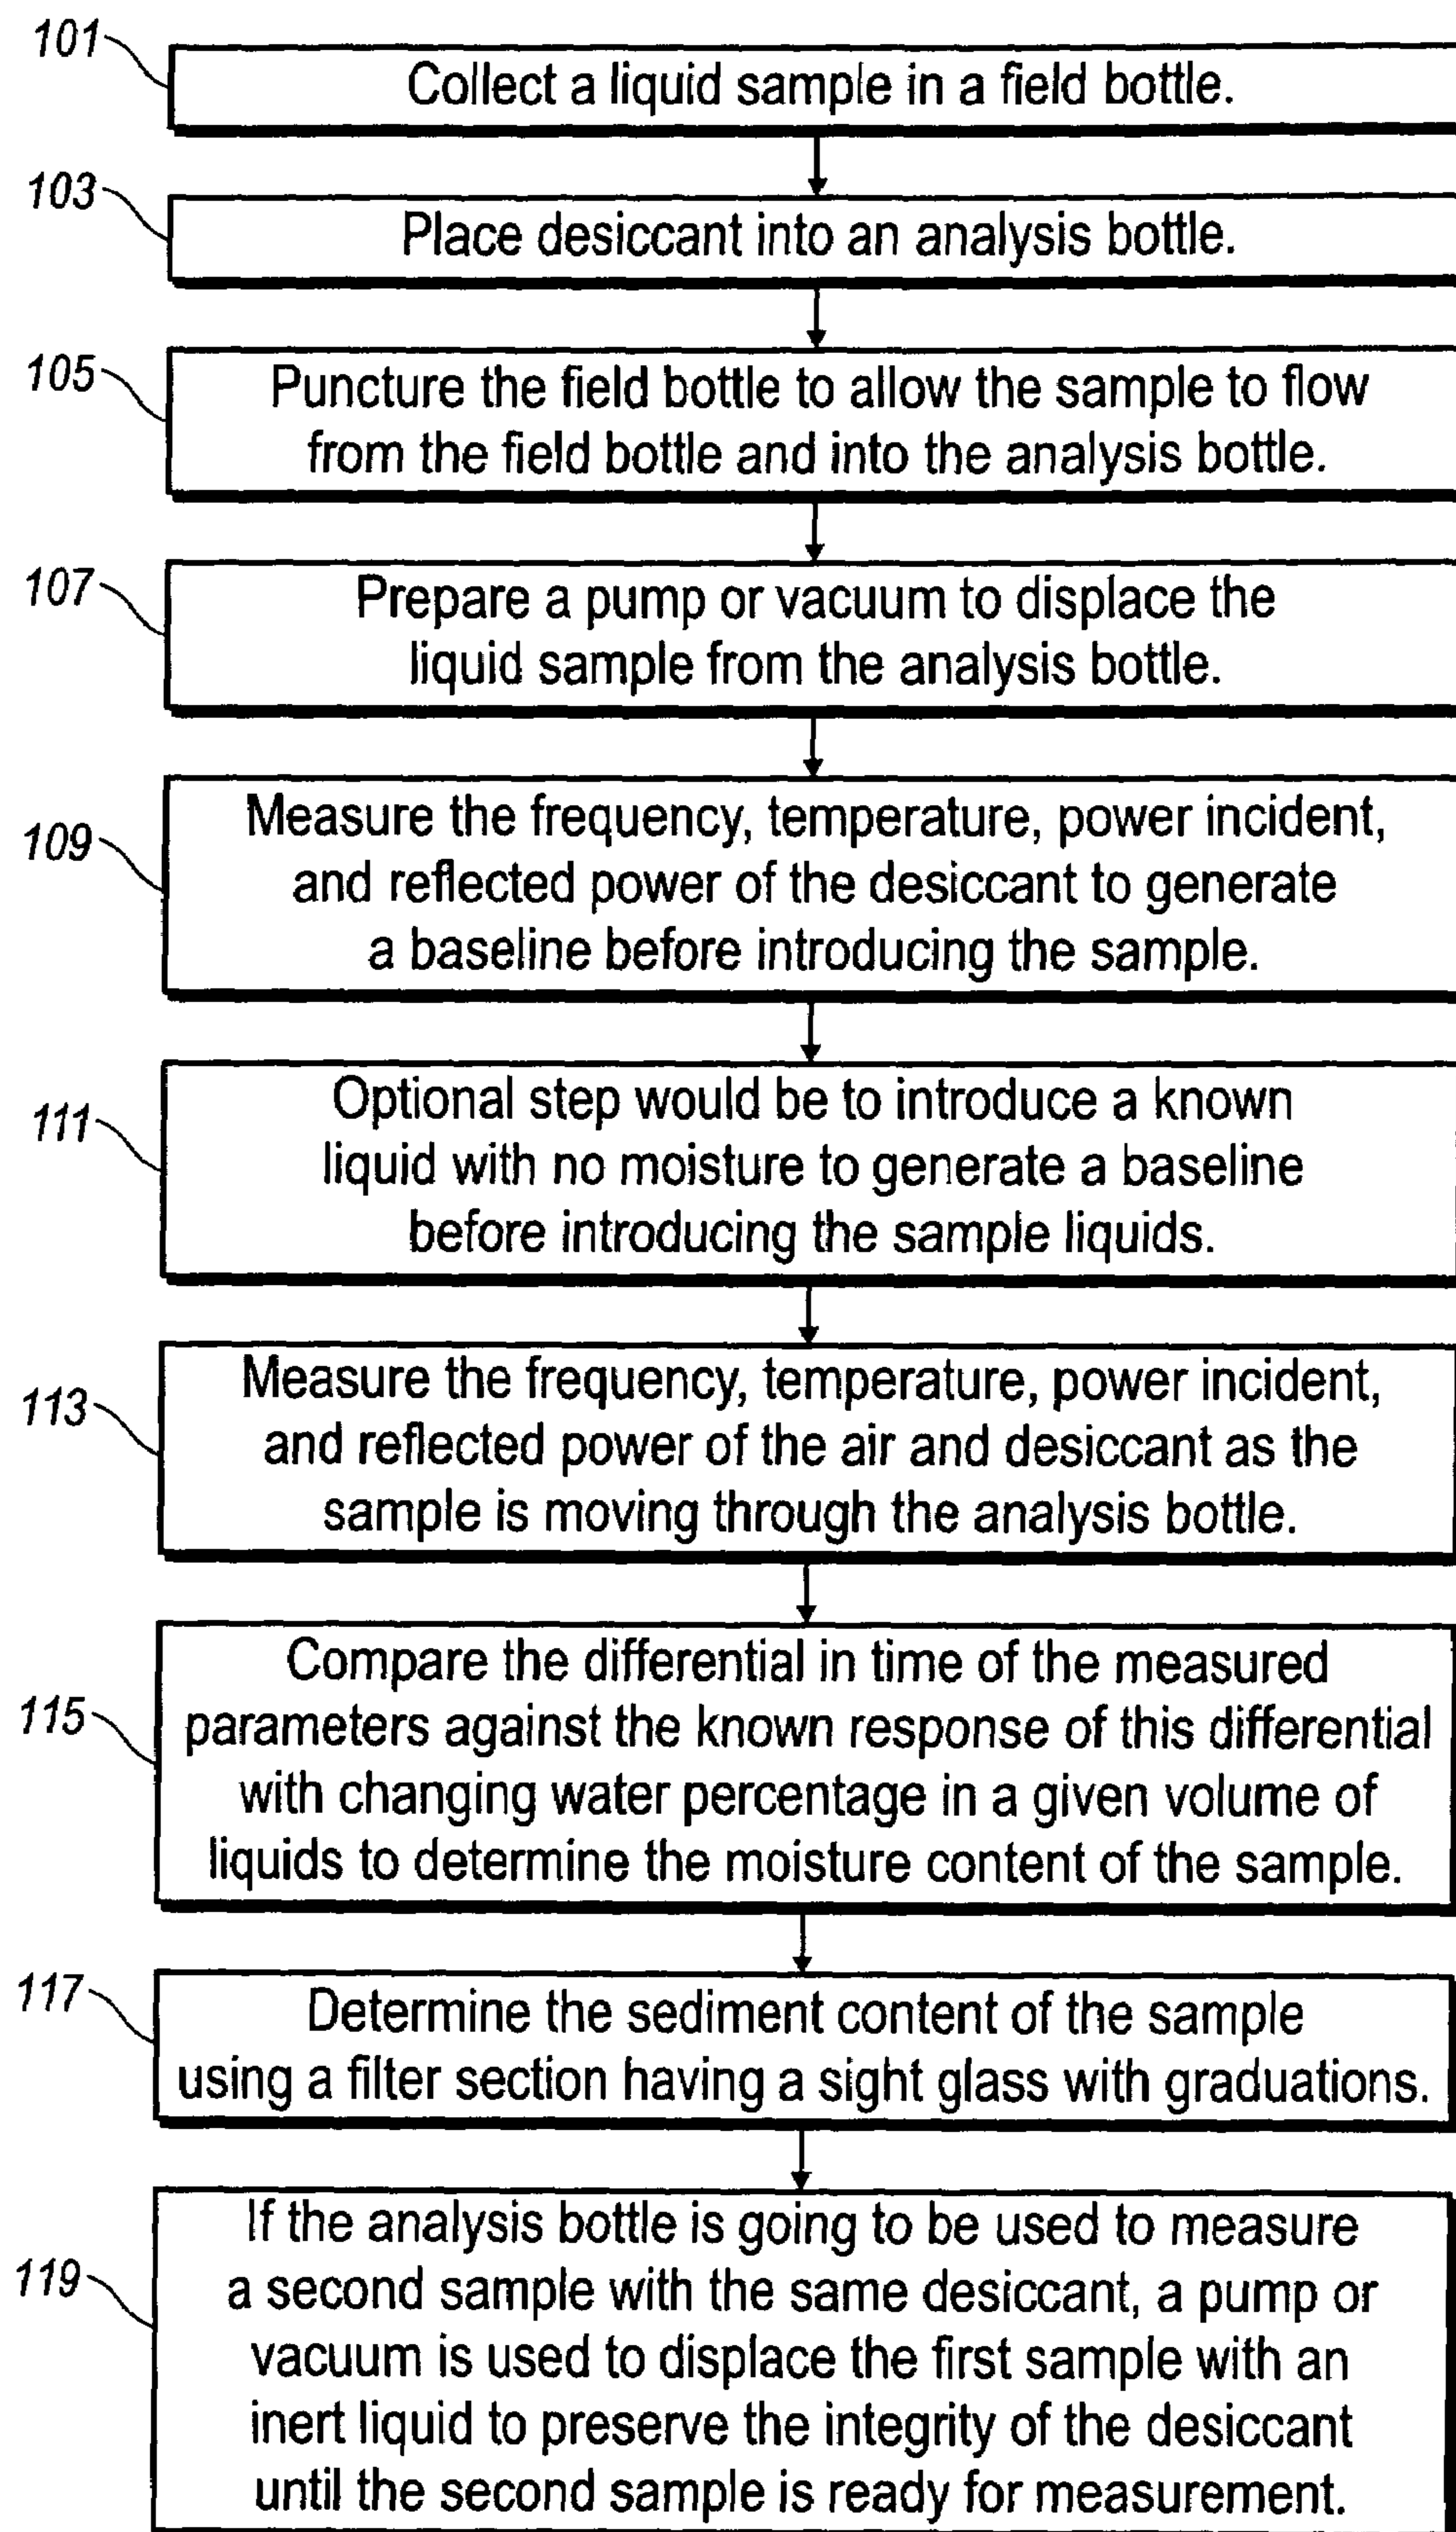 101
Collect a liquid sample in a field bottle.
103
Place desiccant into an analysis bottle.
105
Puncture the field bottle to allow the sample to flow
from the field bottle and into the analysis bottle.
107
Prepare a pump or vacuum to displace the
liquid sample from the analysis bottle.
109
Measure the frequency, temperature, power incident,
and reflected power of the desiccant to generate
a baseline before introducing the sample.
111
Optional step would be to introduce a known
liquid with no moisture to generate a baseline
before introducing the sample liquids.
113
Measure the frequency, temperature, power incident,
and reflected power of the air and desiccant as the
sample is moving through the analysis bottle.
115
Compare the differential in time of the measured
parameters against the known response of this differential
with changing water percentage in a given volume of
liquids to determine the moisture content of the sample.
117
Determine the sediment content of the sample
using a filter section having a sight glass with graduations.
119
If the analysis bottle is going to be used to measure
a second sample with the same desiccant, a pump or
vacuum is used to displace the first sample with an
inert liquid to preserve the integrity of the desiccant
until the second sample is ready for measurement.